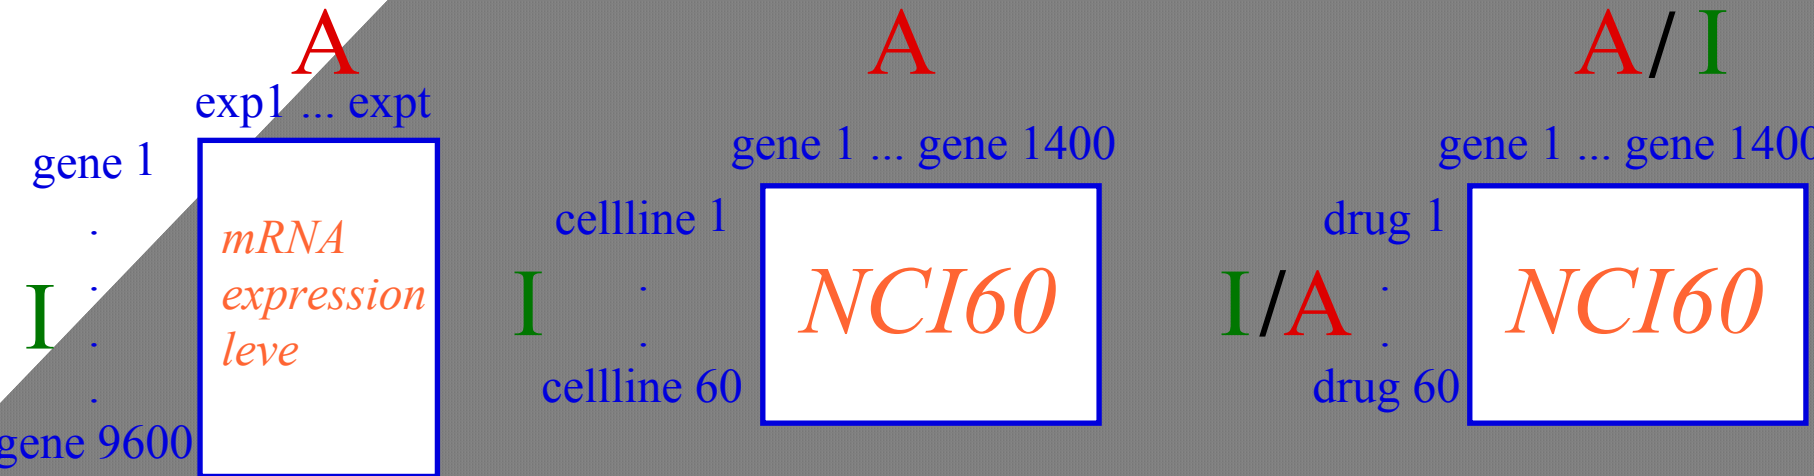 A
exp1 ... expt
gene 1
.
.
.
.
gene 9600
I
mRNA
expression
leve
A
gene 1 ... gene 1400
cellline 1
.
.
cellline 60
I
NCI60
A/ I
gene 1 ... gene 1400
drug 1
.
.
drug 60
I/A
NCI60